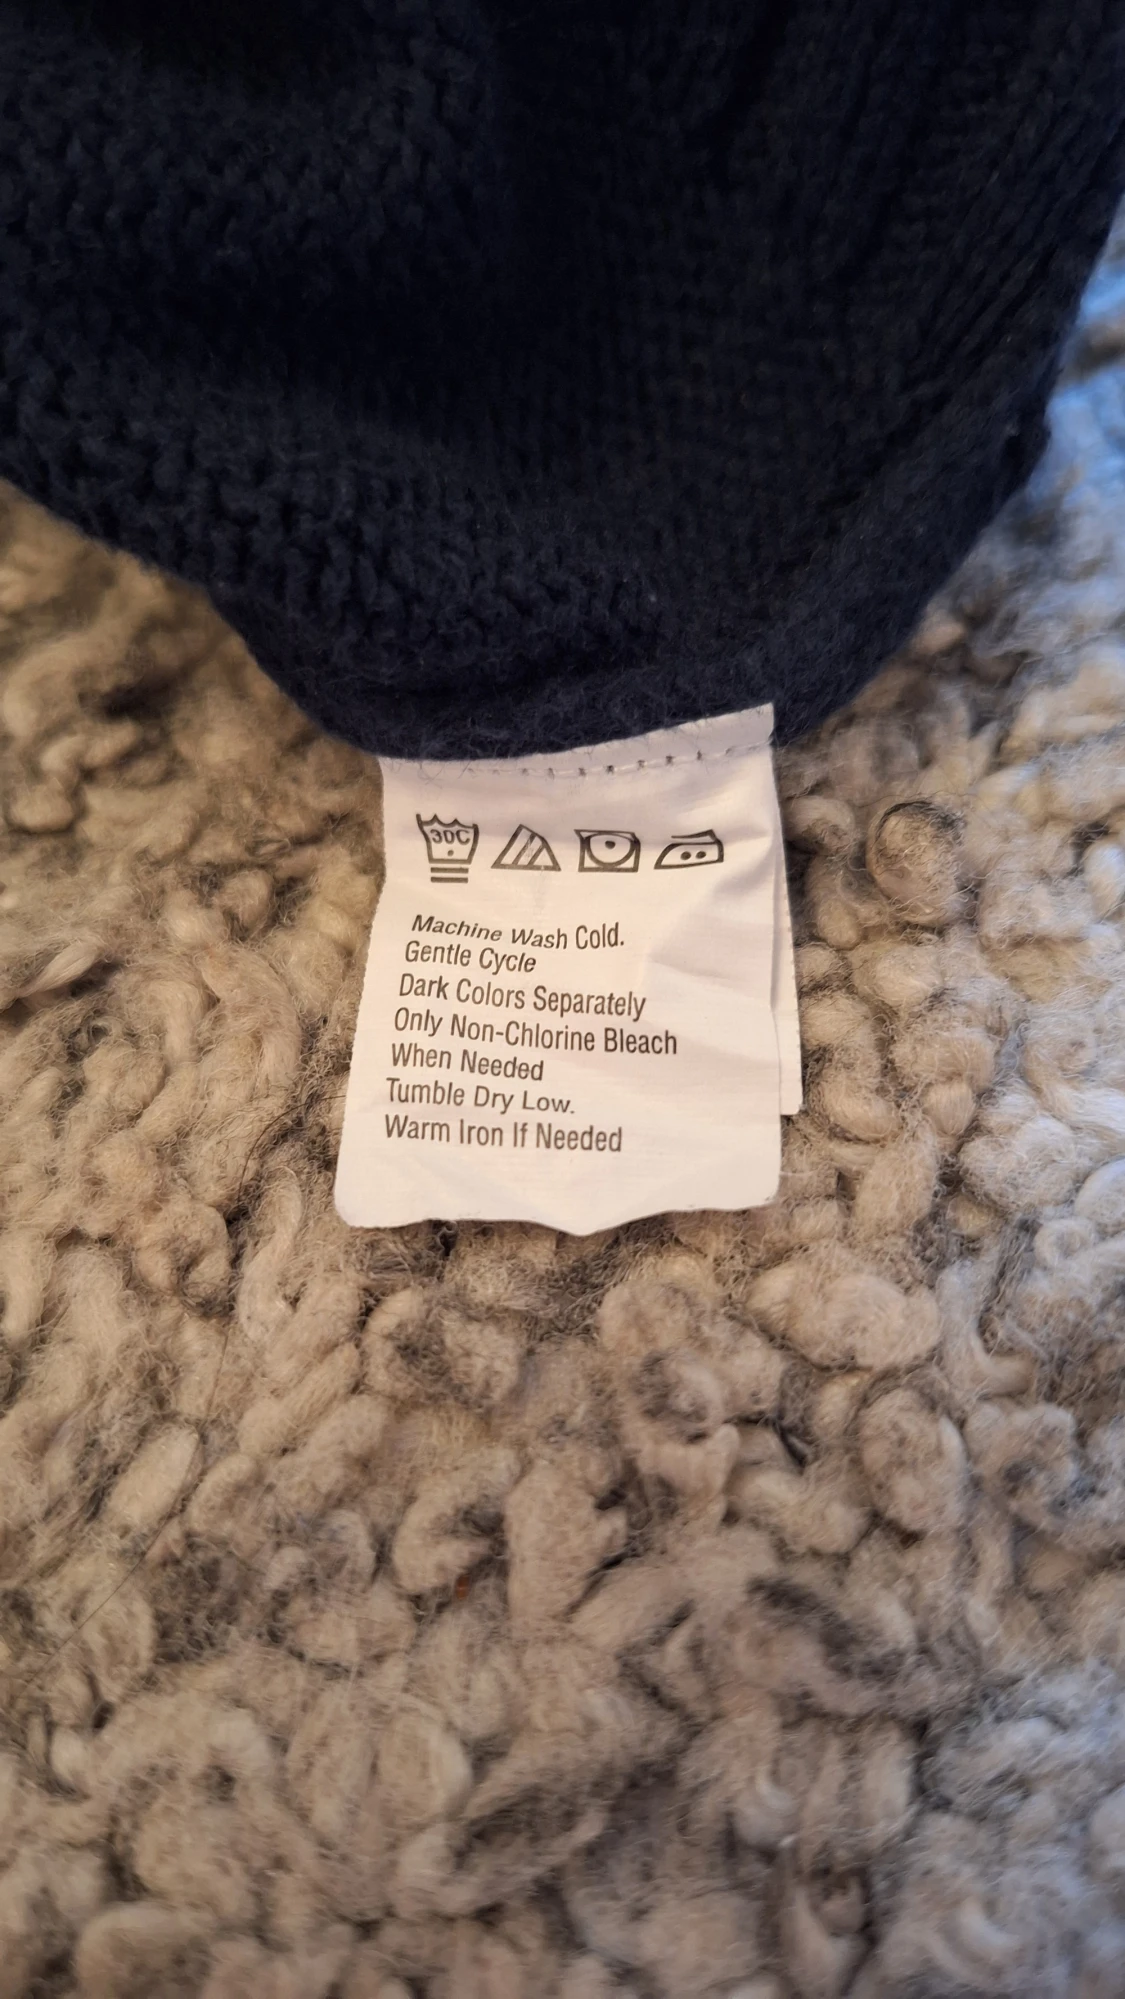 30C
Machine Wash Cold.
Gentle Cycle
Dark Colors Separately
Only Non-Chlorine Bleach
When Needed
Tumble Dry Low.
Warm Iron If Needed